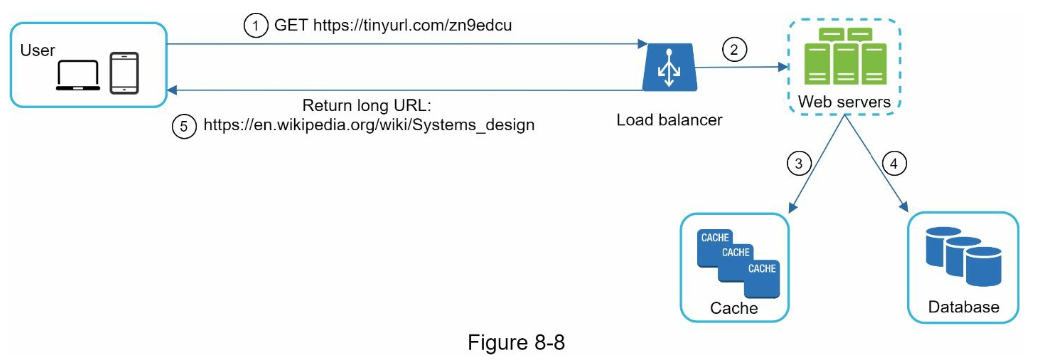 1 GET https://tinyurl.com/zn9edcu
User
2
Web servers
Load balancer
Return long URL:
5 https://en.wikipedia.org/wiki/Systems_design
3
4
CACHE
CACHE
CACHE
Cache
Database
Figure 8-8